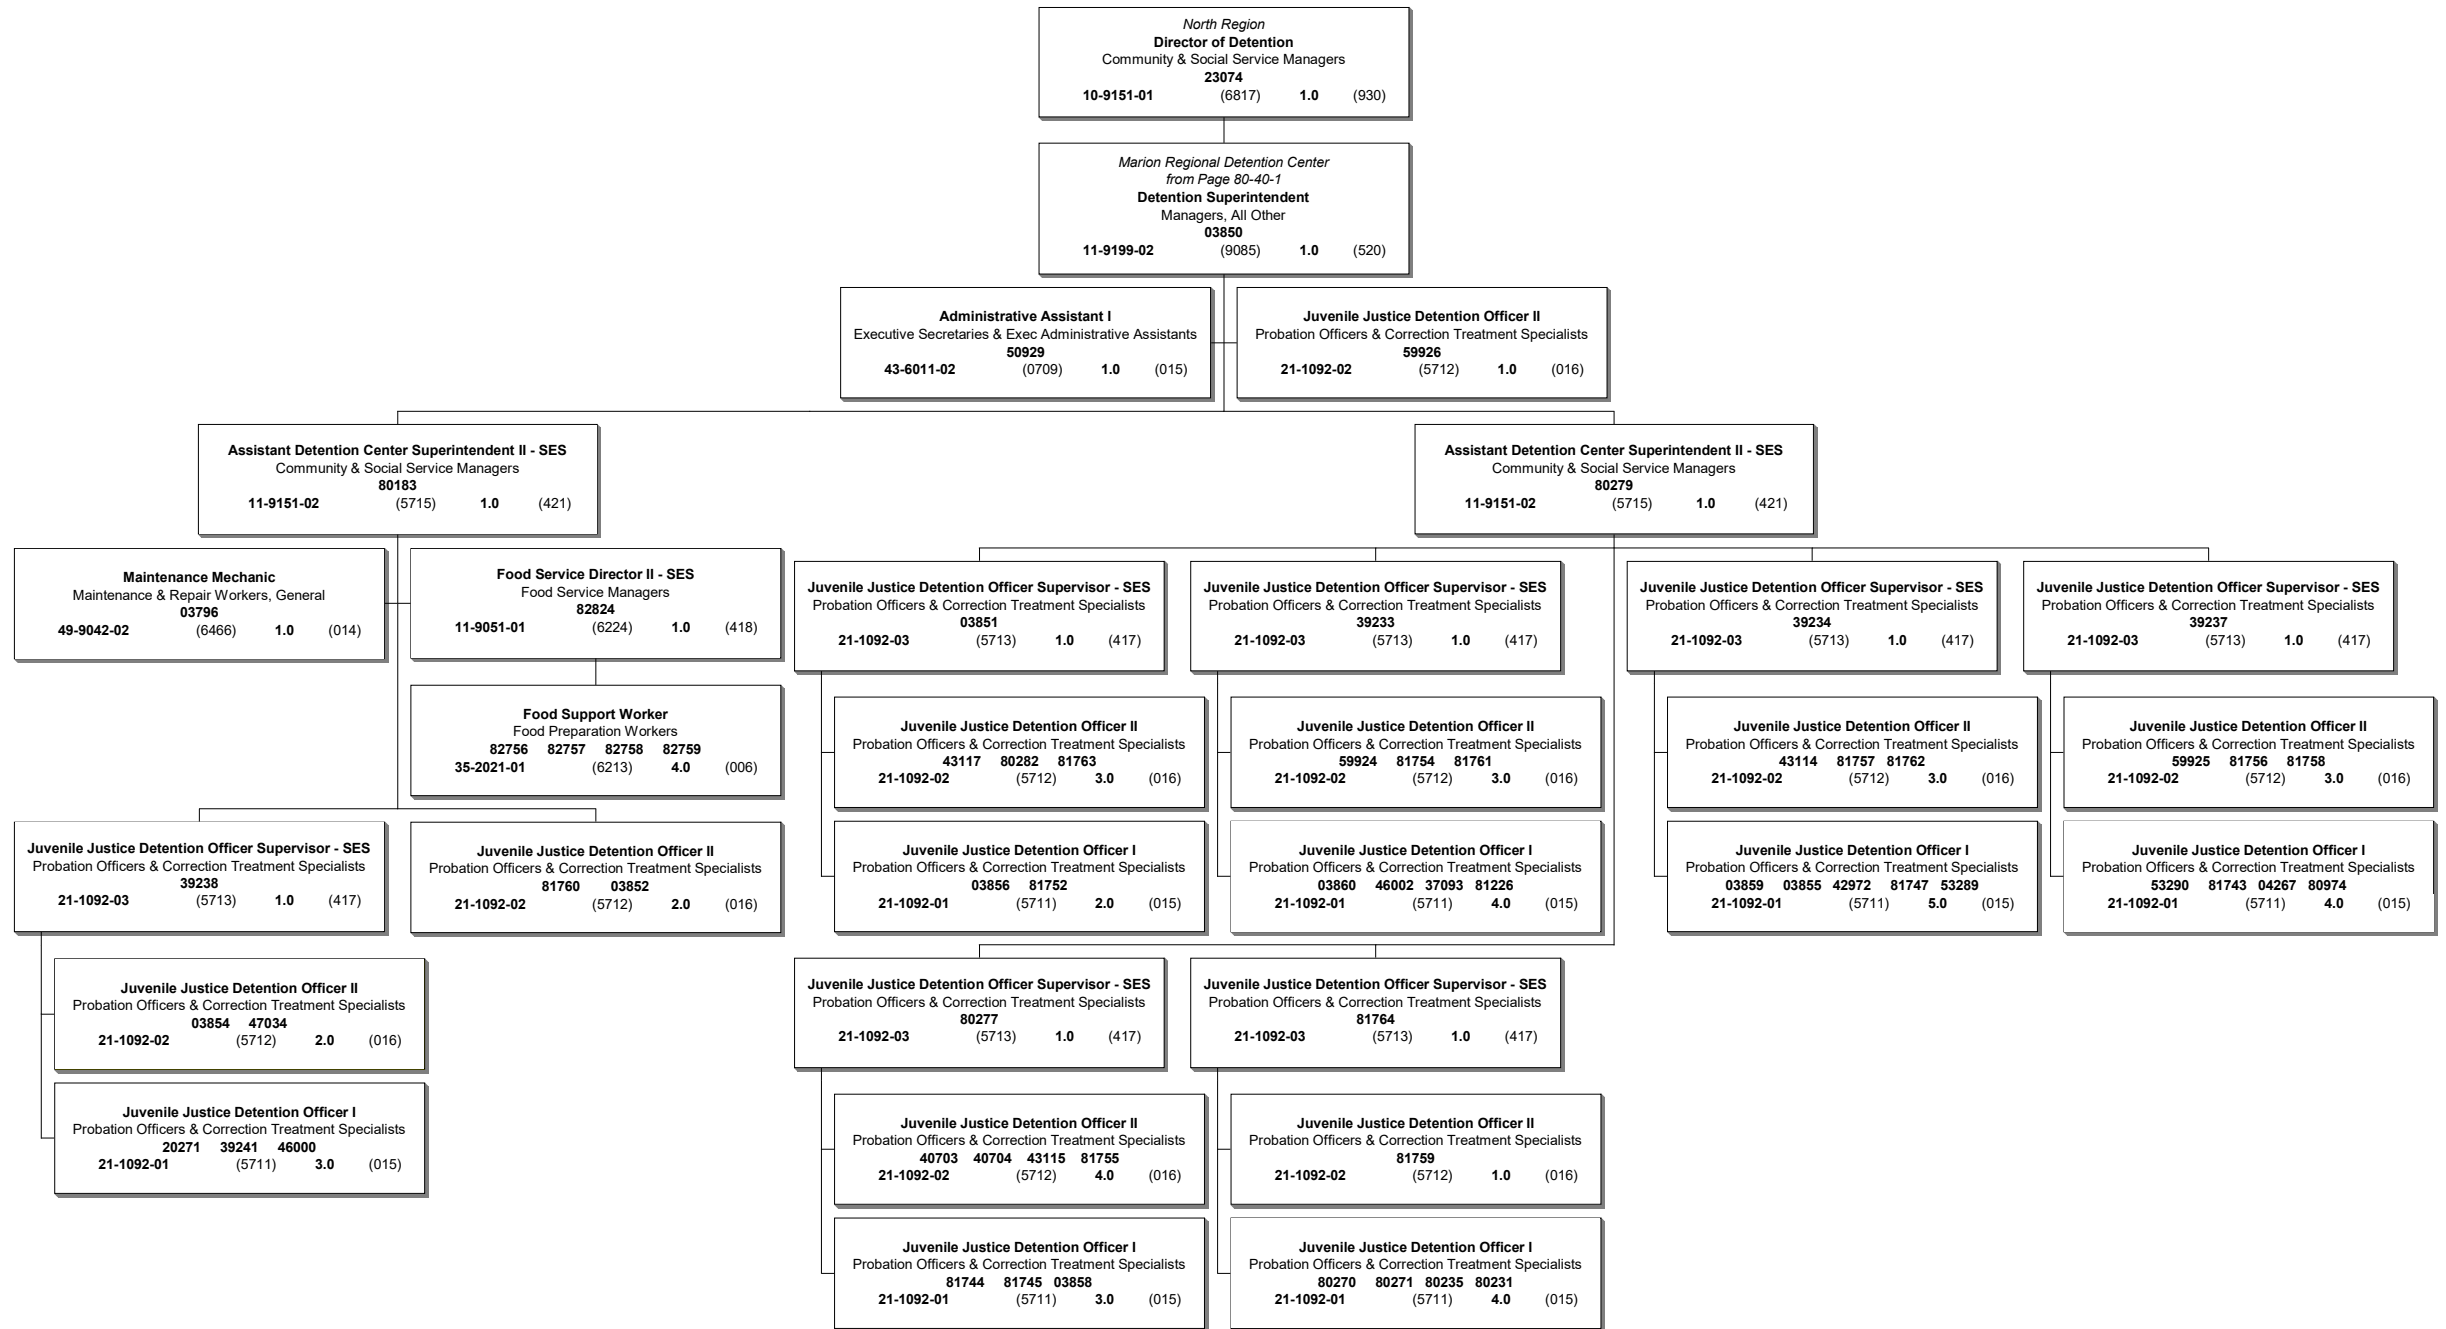 North Region
Director of Detention
Community & Social Service Managers
23074
10-9151-01 (6817) 1.0 (930)
Marion Regional Detention Center
from Page 80-40-1
Detention Superintendent
Managers, All Other
03850
11-9199-02 (9085) 1.0 (520)
Administrative Assistant I
Executive Secretaries & Exec Administrative Assistants
50929
43-6011-02 (0709) 1.0 (015)
Juvenile Justice Detention Officer II
Probation Officers & Correction Treatment Specialists
59926
21-1092-02 (5712) 1.0 (016)
Assistant Detention Center Superintendent II - SES
Community & Social Service Managers
80183
11-9151-02 (5715) 1.0 (421)
Assistant Detention Center Superintendent II - SES
Community & Social Service Managers
80279
11-9151-02 (5715) 1.0 (421)
Maintenance Mechanic
Maintenance & Repair Workers, General
03796
49-9042-02 (6466) 1.0 (014)
Food Service Director II - SES
Food Service Managers
82824
11-9051-01 (6224) 1.0 (418)
Food Support Worker
Food Preparation Workers
82756 82757 82758 82759
35-2021-01 (6213) 4.0 (006)
Juvenile Justice Detention Officer Supervisor - SES
Probation Officers & Correction Treatment Specialists
39238
21-1092-03 (5713) 1.0 (417)
Juvenile Justice Detention Officer II
Probation Officers & Correction Treatment Specialists
81760 03852
21-1092-02 (5712) 2.0 (016)
Juvenile Justice Detention Officer II
Probation Officers & Correction Treatment Specialists
03854 47034
21-1092-02 (5712) 2.0 (016)
Juvenile Justice Detention Officer I
Probation Officers & Correction Treatment Specialists
20271 39241 46000
21-1092-01 (5711) 3.0 (015)
Juvenile Justice Detention Officer Supervisor - SES
Probation Officers & Correction Treatment Specialists
03851
21-1092-03 (5713) 1.0 (417)
Juvenile Justice Detention Officer II
Probation Officers & Correction Treatment Specialists
43117 80282 81763
21-1092-02 (5712) 3.0 (016)
Juvenile Justice Detention Officer I
Probation Officers & Correction Treatment Specialists
03856 81752
21-1092-01 (5711) 2.0 (015)
Juvenile Justice Detention Officer Supervisor - SES
Probation Officers & Correction Treatment Specialists
39233
21-1092-03 (5713) 1.0 (417)
Juvenile Justice Detention Officer II
Probation Officers & Correction Treatment Specialists
59924 81754 81761
21-1092-02 (5712) 3.0 (016)
Juvenile Justice Detention Officer I
Probation Officers & Correction Treatment Specialists
03860 46002 37093 81226
21-1092-01 (5711) 4.0 (015)
Juvenile Justice Detention Officer Supervisor - SES
Probation Officers & Correction Treatment Specialists
39234
21-1092-03 (5713) 1.0 (417)
Juvenile Justice Detention Officer II
Probation Officers & Correction Treatment Specialists
43114 81757 81762
21-1092-02 (5712) 3.0 (016)
Juvenile Justice Detention Officer I
Probation Officers & Correction Treatment Specialists
03859 03855 42972 81747 53289
21-1092-01 (5711) 5.0 (015)
Juvenile Justice Detention Officer Supervisor - SES
Probation Officers & Correction Treatment Specialists
39237
21-1092-03 (5713) 1.0 (417)
Juvenile Justice Detention Officer II
Probation Officers & Correction Treatment Specialists
59925 81756 81758
21-1092-02 (5712) 3.0 (016)
Juvenile Justice Detention Officer I
Probation Officers & Correction Treatment Specialists
53290 81743 04267 80974
21-1092-01 (5711) 4.0 (015)
Juvenile Justice Detention Officer Supervisor - SES
Probation Officers & Correction Treatment Specialists
80277
21-1092-03 (5713) 1.0 (417)
Juvenile Justice Detention Officer II
Probation Officers & Correction Treatment Specialists
40703 40704 43115 81755
21-1092-02 (5712) 4.0 (016)
Juvenile Justice Detention Officer I
Probation Officers & Correction Treatment Specialists
81744 81745 03858
21-1092-01 (5711) 3.0 (015)
Juvenile Justice Detention Officer Supervisor - SES
Probation Officers & Correction Treatment Specialists
81764
21-1092-03 (5713) 1.0 (417)
Juvenile Justice Detention Officer II
Probation Officers & Correction Treatment Specialists
81759
21-1092-02 (5712) 1.0 (016)
Juvenile Justice Detention Officer I
Probation Officers & Correction Treatment Specialists
80270 80271 80235 80231
21-1092-01 (5711) 4.0 (015)